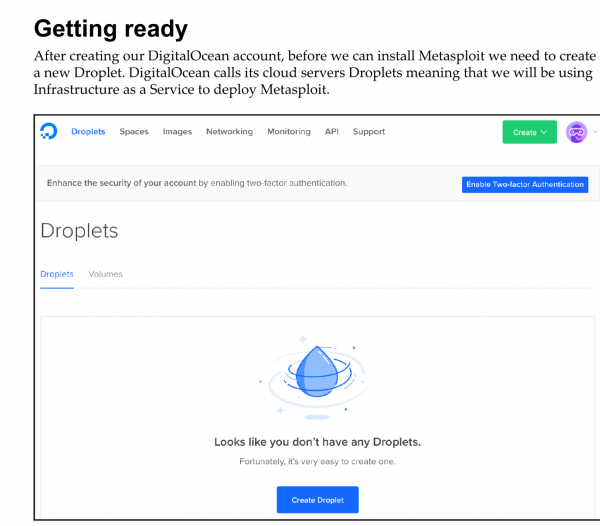 Getting ready
After creating our DigitalOcean account, before we can install Metasploit we need to create
a new Droplet. DigitalOcean calls its cloud servers Droplets meaning that we will be using
Infrastructure as a Service to deploy Metasploit.
Droplets Spaces Images Networking Monitoring API Support Create
Enhance the security of your account by enabling two-factor authentication. Enable Two-factor Authentication
Droplets
Droplets Volumes
Looks like you don't have any Droplets.
Fortunately, it's very easy to create one.
Create Droplet